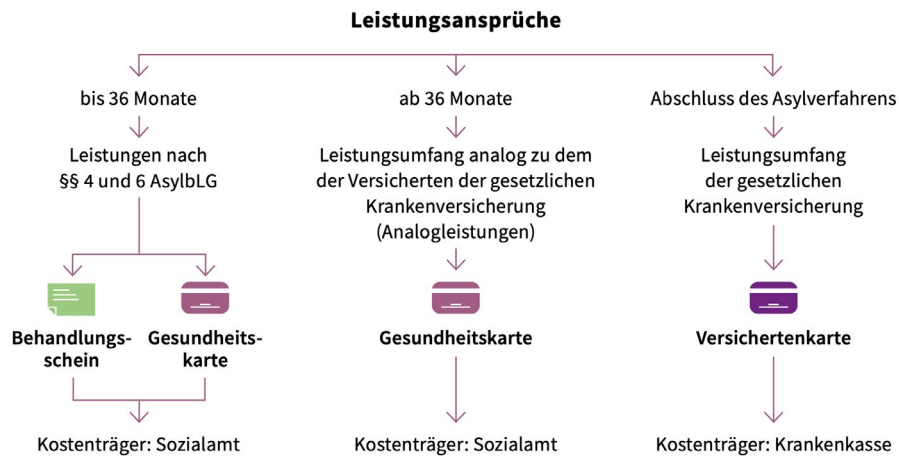 Leistungsansprüche
bis 36 Monate
Leistungen nach
§§ 4 und 6 AsylbLG
Behandlungs-
schein
Gesundheits-
karte
Kostenträger: Sozialamt
ab 36 Monate
Leistungsumfang analog zu dem
der Versicherten der gesetzlichen
Krankenversicherung
(Analogleistungen)
Gesundheitskarte
Kostenträger: Sozialamt
Abschluss des Asylverfahrens
Leistungsumfang
der gesetzlichen
Krankenversicherung
Versichertenkarte
Kostenträger: Krankenkasse